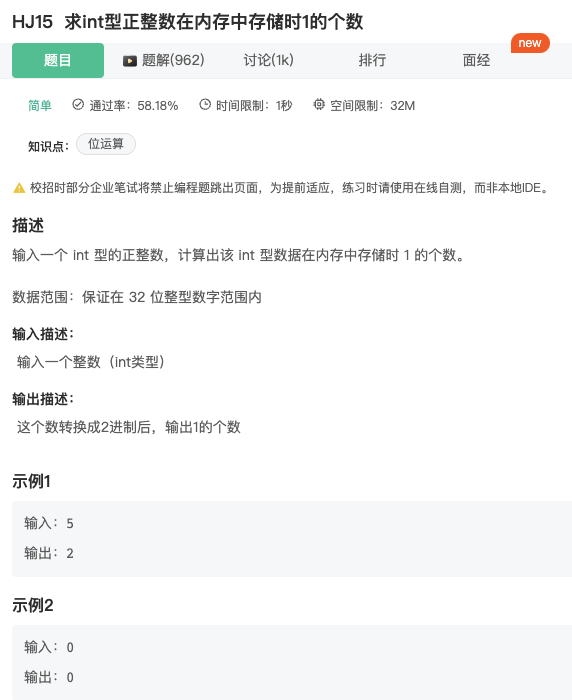 HJ15 求int型正整数在内存中存储时1的个数
new
题目 题解(962) 讨论(1k) 排行 面经
简单 通过率：58.18% 时间限制：1秒 空间限制：32M
知识点： 位运算
校招时部分企业笔试将禁止编程题跳出页面，为提前适应，练习时请使用在线自测，而非本地IDE。
描述
输入一个 int 型的正整数，计算出该 int 型数据在内存中存储时 1 的个数。
数据范围：保证在 32 位整型数字范围内
输入描述：
输入一个整数（int类型）
输出描述：
这个数转换成2进制后，输出1的个数
示例1
输入：5
输出：2
示例2
输入：0
输出：0